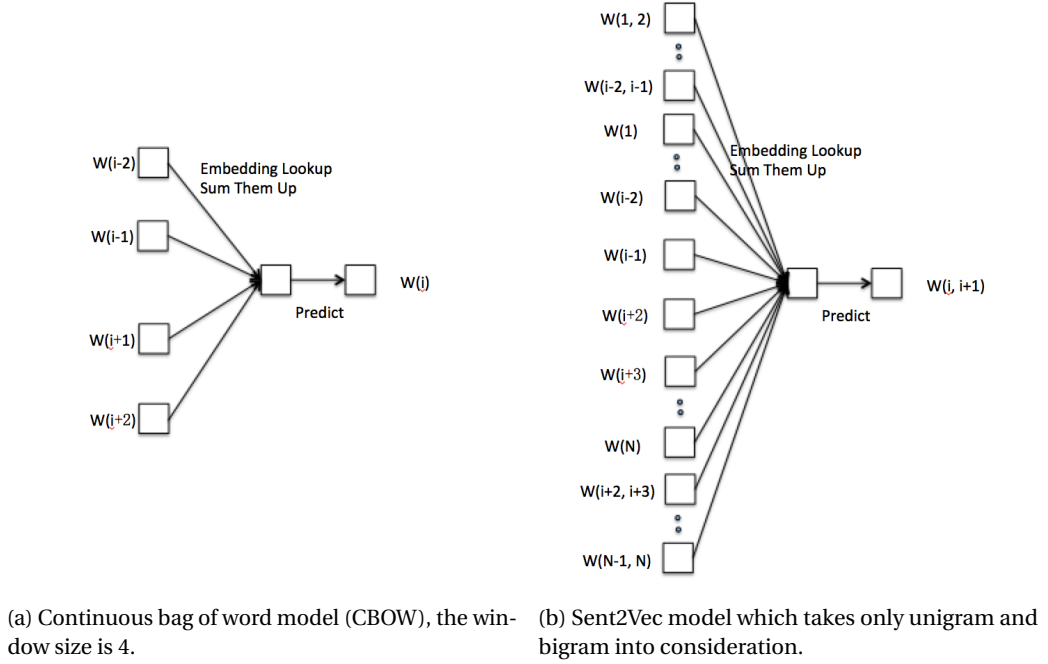 W(i-2)
W(i-1)
W(i+1)
W(i+2)
Embedding Lookup
Sum Them Up
Predict
W(i)
W(1, 2)
W(i-2, i-1)
W(1)
W(i-2)
W(i-1)
W(i+2)
W(i+3)
W(N)
W(i+2, i+3)
W(N-1, N)
Embedding Lookup
Sum Them Up
Predict
W(i, i+1)
(a) Continuous bag of word model (CBOW), the win-
dow size is 4.
(b) Sent2Vec model which takes only unigram and
bigram into consideration.